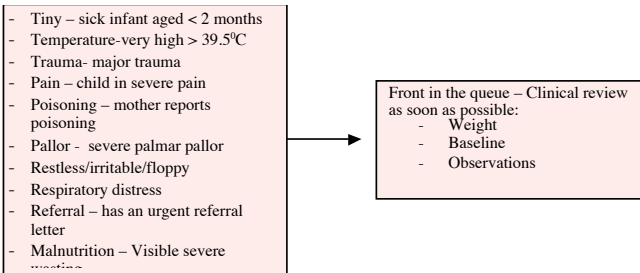 - Tiny – sick infant aged < 2 months
- Temperature-very high > 39.5⁰C
- Trauma- major trauma
- Pain – child in severe pain
- Poisoning – mother reports
poisoning
- Pallor - severe palmar pallor
- Restless/irritable/floppy
- Respiratory distress
- Referral – has an urgent referral
letter
- Malnutrition – Visible severe
wasting
Front in the queue – Clinical review
as soon as possible:
- Weight
- Baseline
- Observations